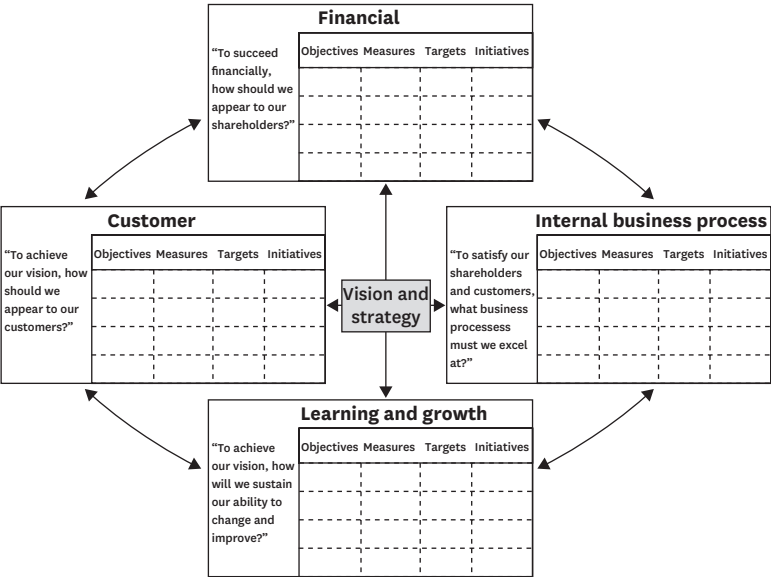 Financial
“To succeed
financially,
how should we
appear to our
shareholders?”
Objectives Measures Targets Initiatives
Customer
“To achieve
our vision, how
should we
appear to our
customers?”
Objectives Measures Targets Initiatives
Vision and
strategy
Internal business process
“To satisfy our
shareholders
and customers,
what business
processess
must we excel
at?”
Objectives Measures Targets Initiatives
Learning and growth
“To achieve
our vision, how
will we sustain
our ability to
change and
improve?”
Objectives Measures Targets Initiatives